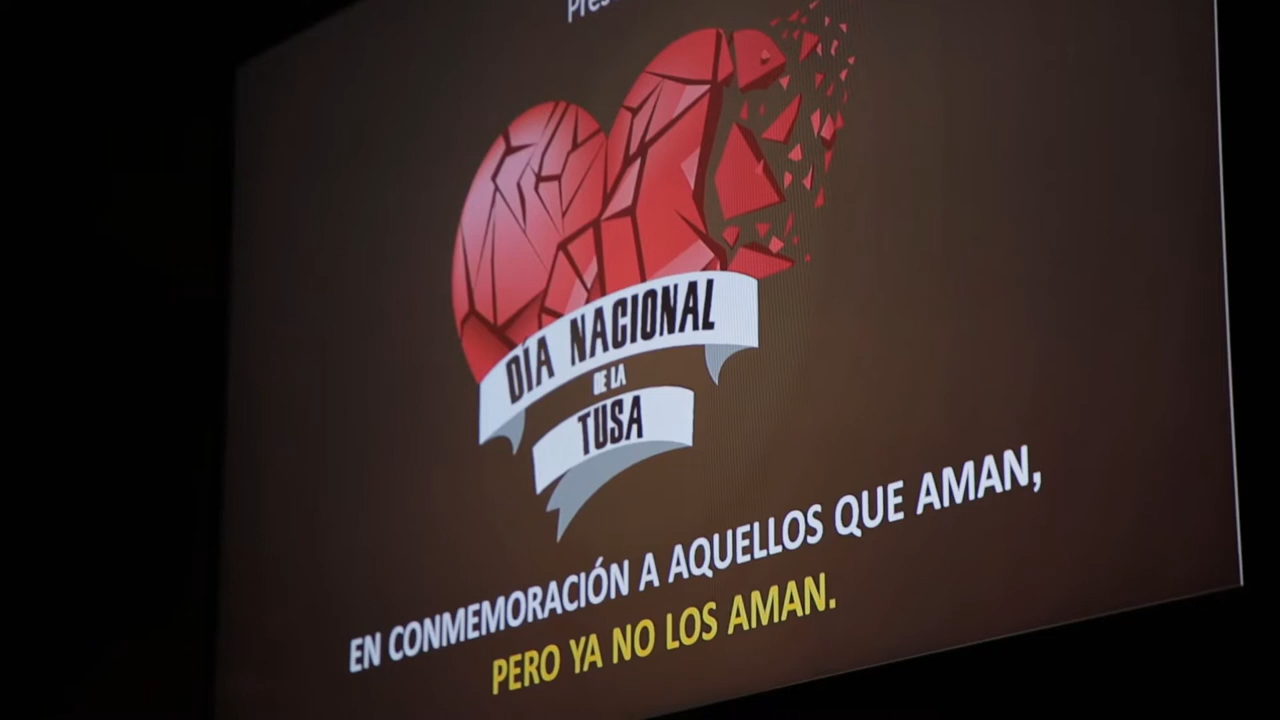 DÍA NACIONAL
DE LA
TUSA
EN CONMEMORACIÓN A AQUELLOS QUE AMAN,
PERO YA NO LOS AMAN.